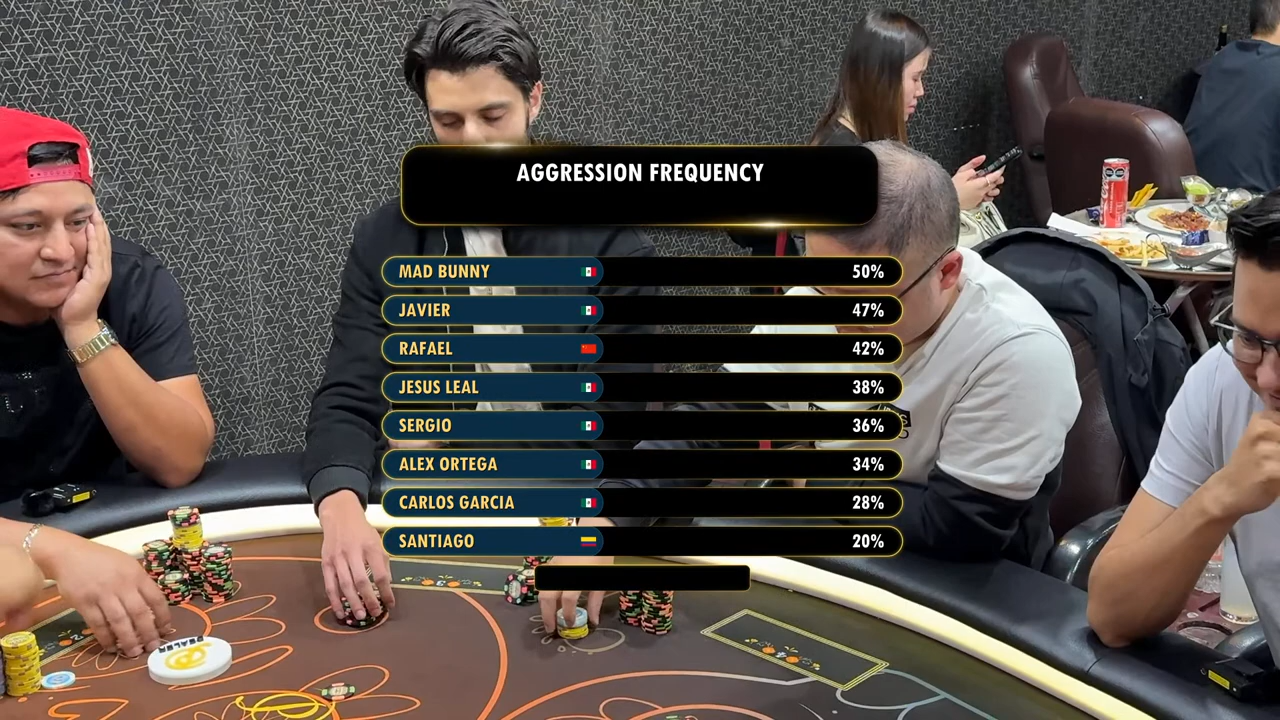 AGGRESSION FREQUENCY
MAD BUNNY 50%
JAVIER 47%
RAFAEL 42%
JESUS LEAL 38%
SERGIO 36%
ALEX ORTEGA 34%
CARLOS GARCIA 28%
SANTIAGO 20%
DEALER